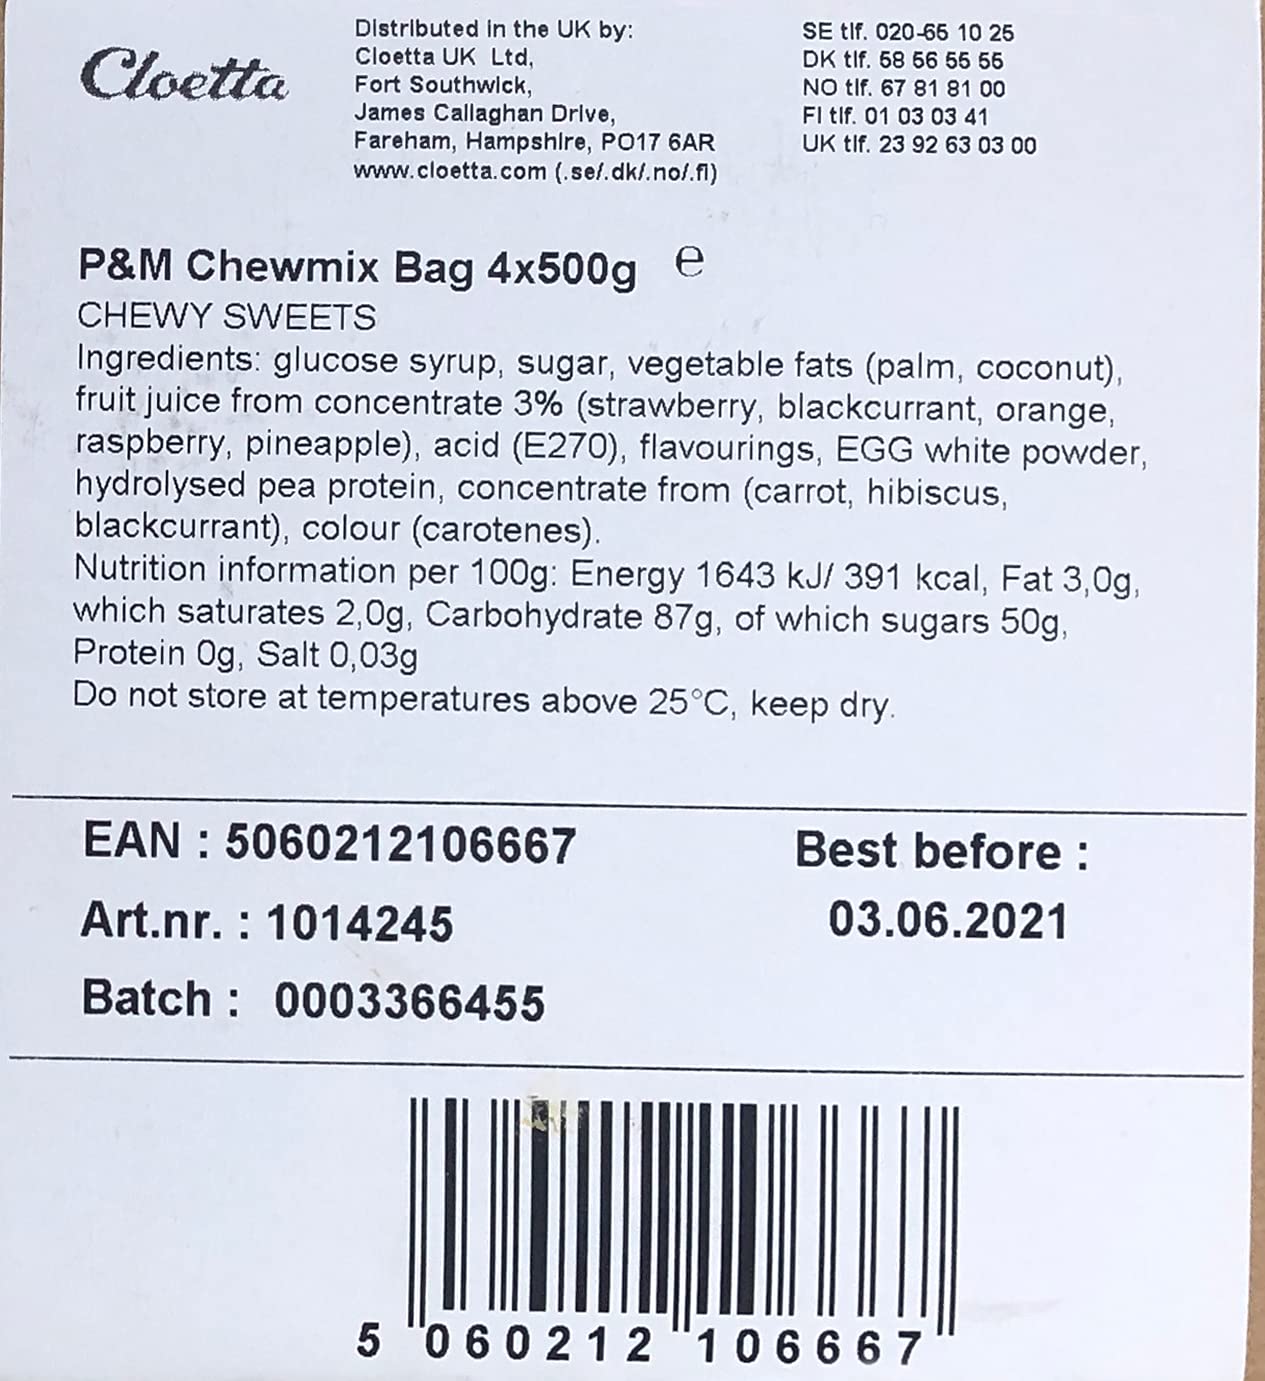 Cloetta
Distributed in the UK by:
Cloetta UK Ltd,
Fort Southwick,
James Callaghan Drive,
Fareham, Hampshire, PO17 6AR
www.cloetta.com (.se/.dk/.no/.fl)
SE tlf. 020-65 10 25
DK tlf. 58 56 55 55
NO tlf. 67 81 81 00
FI tlf. 01 03 03 41
UK tlf. 23 92 63 03 00
P&M Chewmix Bag 4x500g ℮
CHEWY SWEETS
Ingredients: glucose syrup, sugar, vegetable fats (palm, coconut),
fruit juice from concentrate 3% (strawberry, blackcurrant, orange,
raspberry, pineapple), acid (E270), flavourings, EGG white powder,
hydrolysed pea protein, concentrate from (carrot, hibiscus,
blackcurrant), colour (carotenes).
Nutrition information per 100g: Energy 1643 kJ/ 391 kcal, Fat 3,0g,
which saturates 2,0g, Carbohydrate 87g, of which sugars 50g,
Protein 0g, Salt 0,03g
Do not store at temperatures above 25°C, keep dry.
EAN : 5060212106667
Art.nr. : 1014245
Batch : 0003366455
Best before :
03.06.2021
5 060212 106667